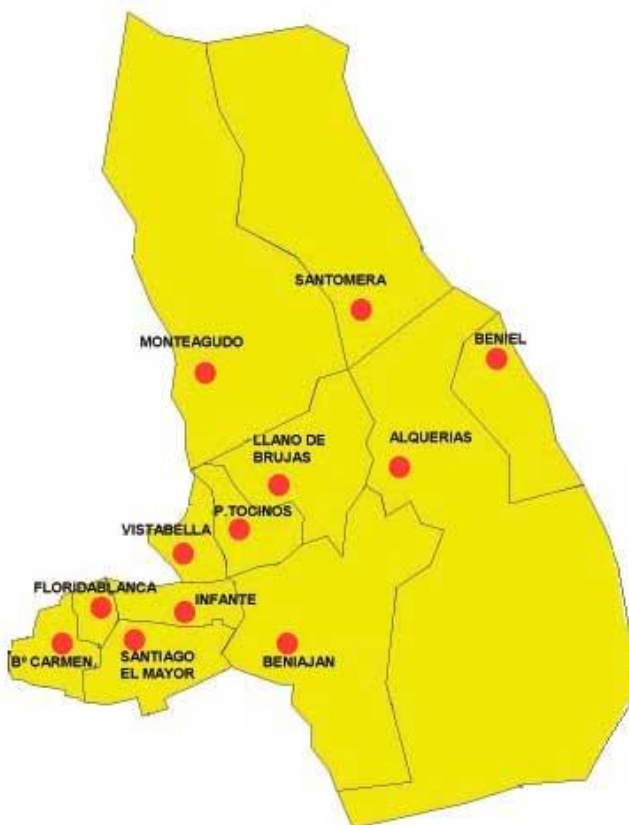 SANTOMERA
MONTEAGUDO
BENIEL
LLANO DE
BRUJAS
ALQUERIAS
P.TOCINOS
VISTABELLA
FLORIDABLANCA
INFANTE
Bº CARMEN.
SANTIAGO
EL MAYOR
BENIAJAN